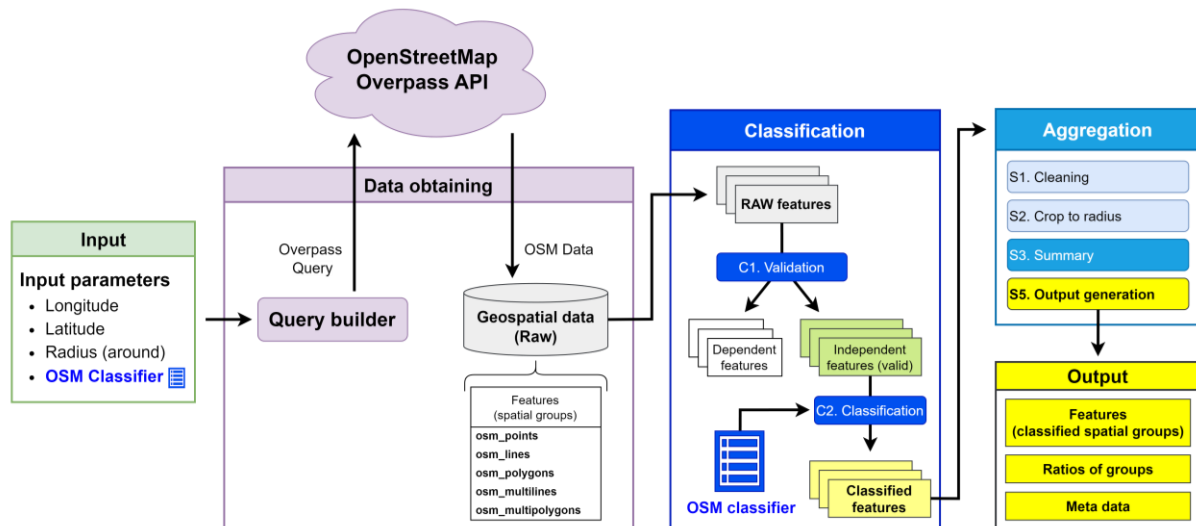 OpenStreetMap
Overpass API
Input
Input parameters
• Longitude
• Latitude
• Radius (around)
• OSM Classifier
Data obtaining
Overpass
Query
Query builder
OSM Data
Geospatial data
(Raw)
Features
(spatial groups)
osm_points
osm_lines
osm_polygons
osm_multilines
osm_multipolygons
Classification
RAW features
C1. Validation
Dependent
features
Independent
features (valid)
C2. Classification
OSM classifier
Classified
features
Aggregation
S1. Cleaning
S2. Crop to radius
S3. Summary
S5. Output generation
Output
Features
(classified spatial groups)
Ratios of groups
Meta data